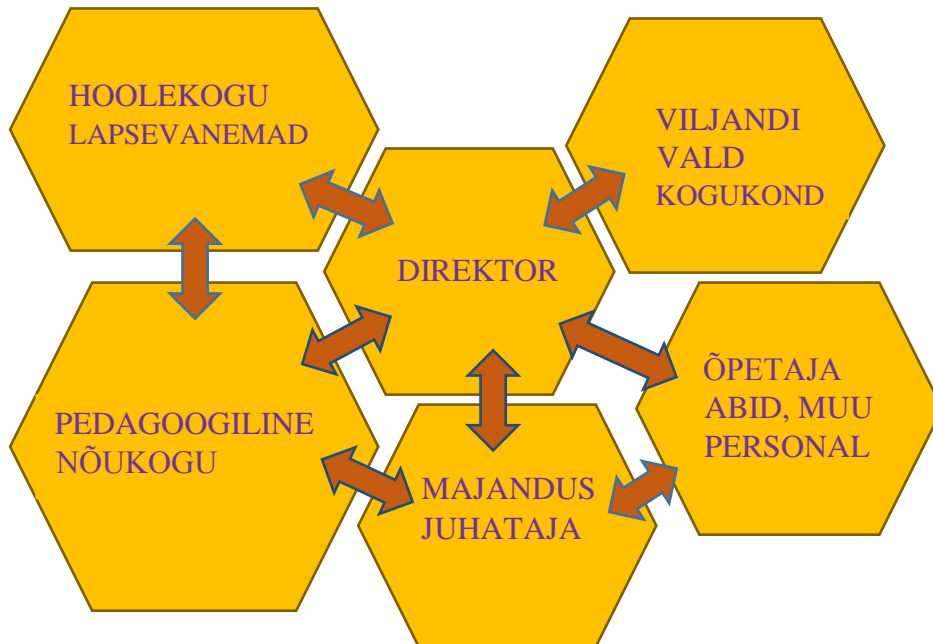 HOOLEKOGU
LAPSEVANEMAD
VILJANDI
VALD
KOGUKOND
DIREKTOR
PEDAGOOGILINE
NÕUKOGU
MAJANDUS
JUHATAJA
ÕPETAJA
ABID, MUU
PERSONAL